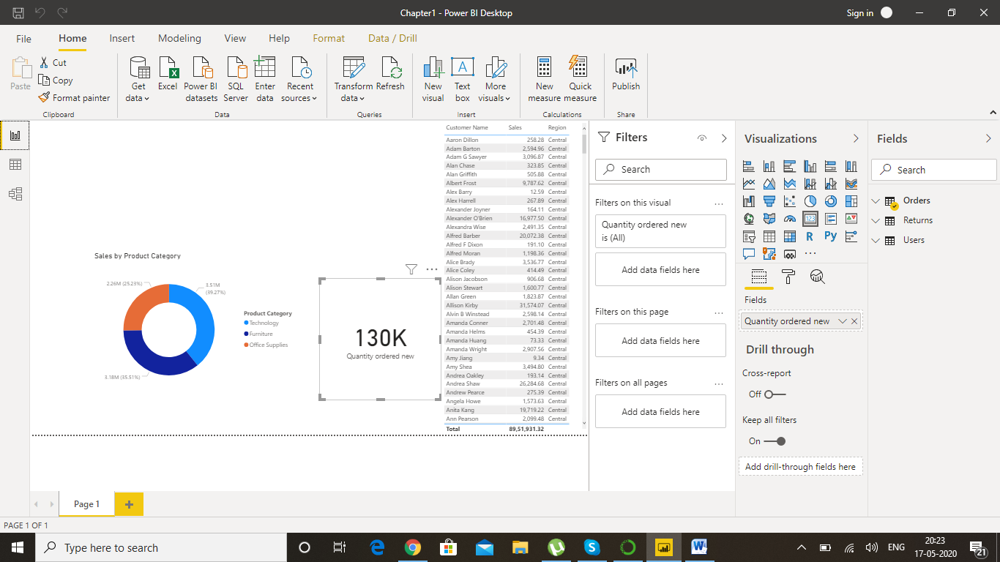 Chapter1 - Power BI Desktop
Sign in
File Home Insert Modeling View Help Format Data / Drill
Paste
Cut
Copy
Format painter
Clipboard
Get data
Excel
Power BI datasets
SQL Server
Enter data
Recent sources
Data
Transform data
Refresh
Queries
New visual
Text box
More visuals
Insert
New measure
Quick measure
Calculations
Publish
Share
Sales by Product Category
2.26M (25.23%)
3.51M
(39.27%)
3.18M (35.51%)
Product Category
Technology
Furniture
Office Supplies
130K
Quantity ordered new
Customer Name Sales Region
Aaron Dillon 258.28 Central
Adam Barton 2,594.96 Central
Adam G Sawyer 3,096.87 Central
Alan Chase 323.85 Central
Alan Griffith 505.88 Central
Albert Frost 9,787.62 Central
Alex Barry 12.59 Central
Alex Harrell 267.89 Central
Alexander Joyner 164.11 Central
Alexander O'Brien 16,977.50 Central
Alexandra Wise 2,491.35 Central
Alfred Barber 20,072.38 Central
Alfred F Dixon 191.10 Central
Alfred Moran 1,198.36 Central
Alice Brady 3,536.77 Central
Alice Coley 414.49 Central
Alison Jacobson 906.68 Central
Alison Stewart 1,600.77 Central
Allan Green 1,823.87 Central
Allison Kirby 31,574.07 Central
Alvin B Winstead 2,598.14 Central
Amanda Conner 2,701.48 Central
Amanda Helms 454.39 Central
Amanda Huang 73.33 Central
Amanda Wright 2,907.56 Central
Amy Jiang 9.34 Central
Amy Shea 3,494.80 Central
Andrea Oakley 193.14 Central
Andrea Shaw 26,284.68 Central
Andrew Pearce 275.39 Central
Angela Howe 1,573.63 Central
Anita Kang 19,719.22 Central
Ann Pearson 2,099.48 Central
Total 89,51,931.32
Filters
Search
Filters on this visual
Quantity ordered new
is (All)
Add data fields here
Filters on this page
Add data fields here
Filters on all pages
Add data fields here
Visualizations
123
R
Py
Fields
Quantity ordered new
Drill through
Cross-report
Off
Keep all filters
On
Add drill-through fields here
Fields
Search
Orders
Returns
Users
Page 1
PAGE 1 OF 1
Type here to search
ENG
20:23
17-05-2020
21